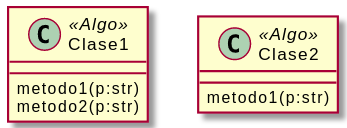 C «Algo»
Clase1
metodo1(p:str)
metodo2(p:str)
C «Algo»
Clase2
metodo1(p:str)